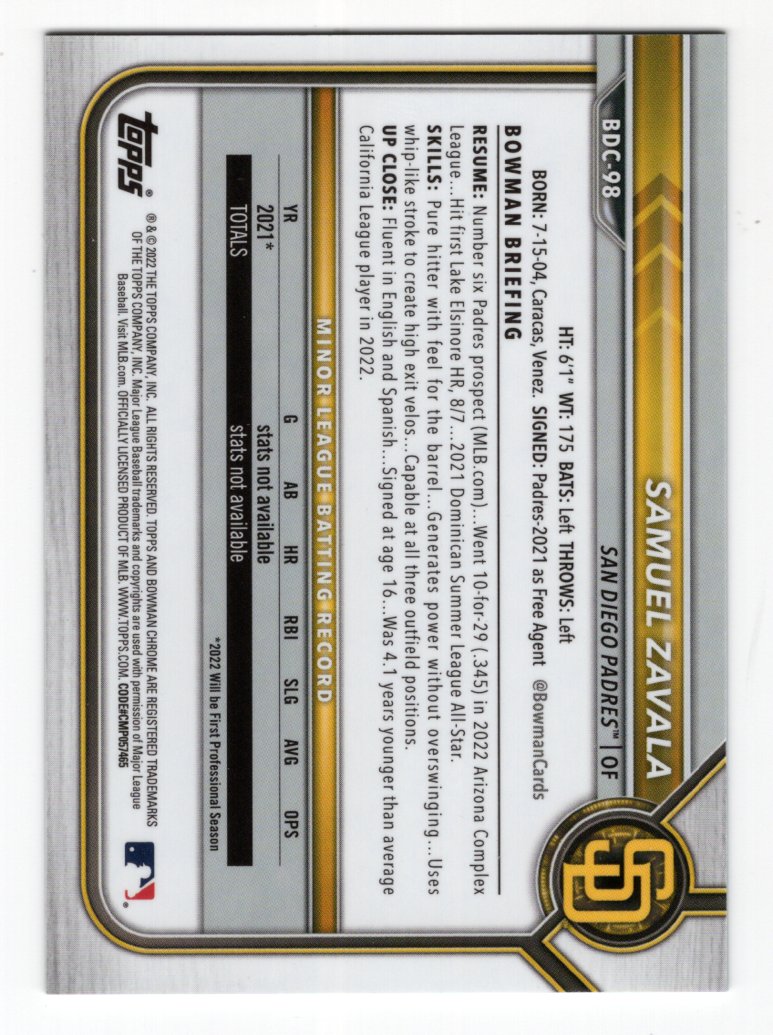 BDC-98
SAMUEL ZAVALA
SAN DIEGO PADRES™ | OF
SD
HT: 6'1" WT: 175 BATS: Left THROWS: Left
BORN: 7-15-04, Caracas, Venez. SIGNED: Padres-2021 as Free Agent @BowmanCards
BOWMAN BRIEFING
RESUME: Number six Padres prospect (MLB.com)...Went 10-for-29 (.345) in 2022 Arizona Complex
League...Hit first Lake Elsinore HR, 8/7...2021 Dominican Summer League All-Star.
SKILLS: Pure hitter with feel for the barrel...Generates power without overswinging...Uses
whip-like stroke to create high exit velos...Capable at all three outfield positions.
UP CLOSE: Fluent in English and Spanish...Signed at age 16...Was 4.1 years younger than average
California League player in 2022.
MINOR LEAGUE BATTING RECORD
YR G AB HR RBI SLG AVG OPS
2021* stats not available
TOTALS stats not available
*2022 Will be First Professional Season
topps®
® & © 2022 THE TOPPS COMPANY, INC. ALL RIGHTS RESERVED. TOPPS AND BOWMAN CHROME ARE REGISTERED TRADEMARKS
OF THE TOPPS COMPANY, INC. Major League Baseball trademarks and copyrights are used with permission of Major League
Baseball. Visit MLB.com. OFFICIALLY LICENSED PRODUCT OF MLB. WWW.TOPPS.COM. CODE#CMP057465